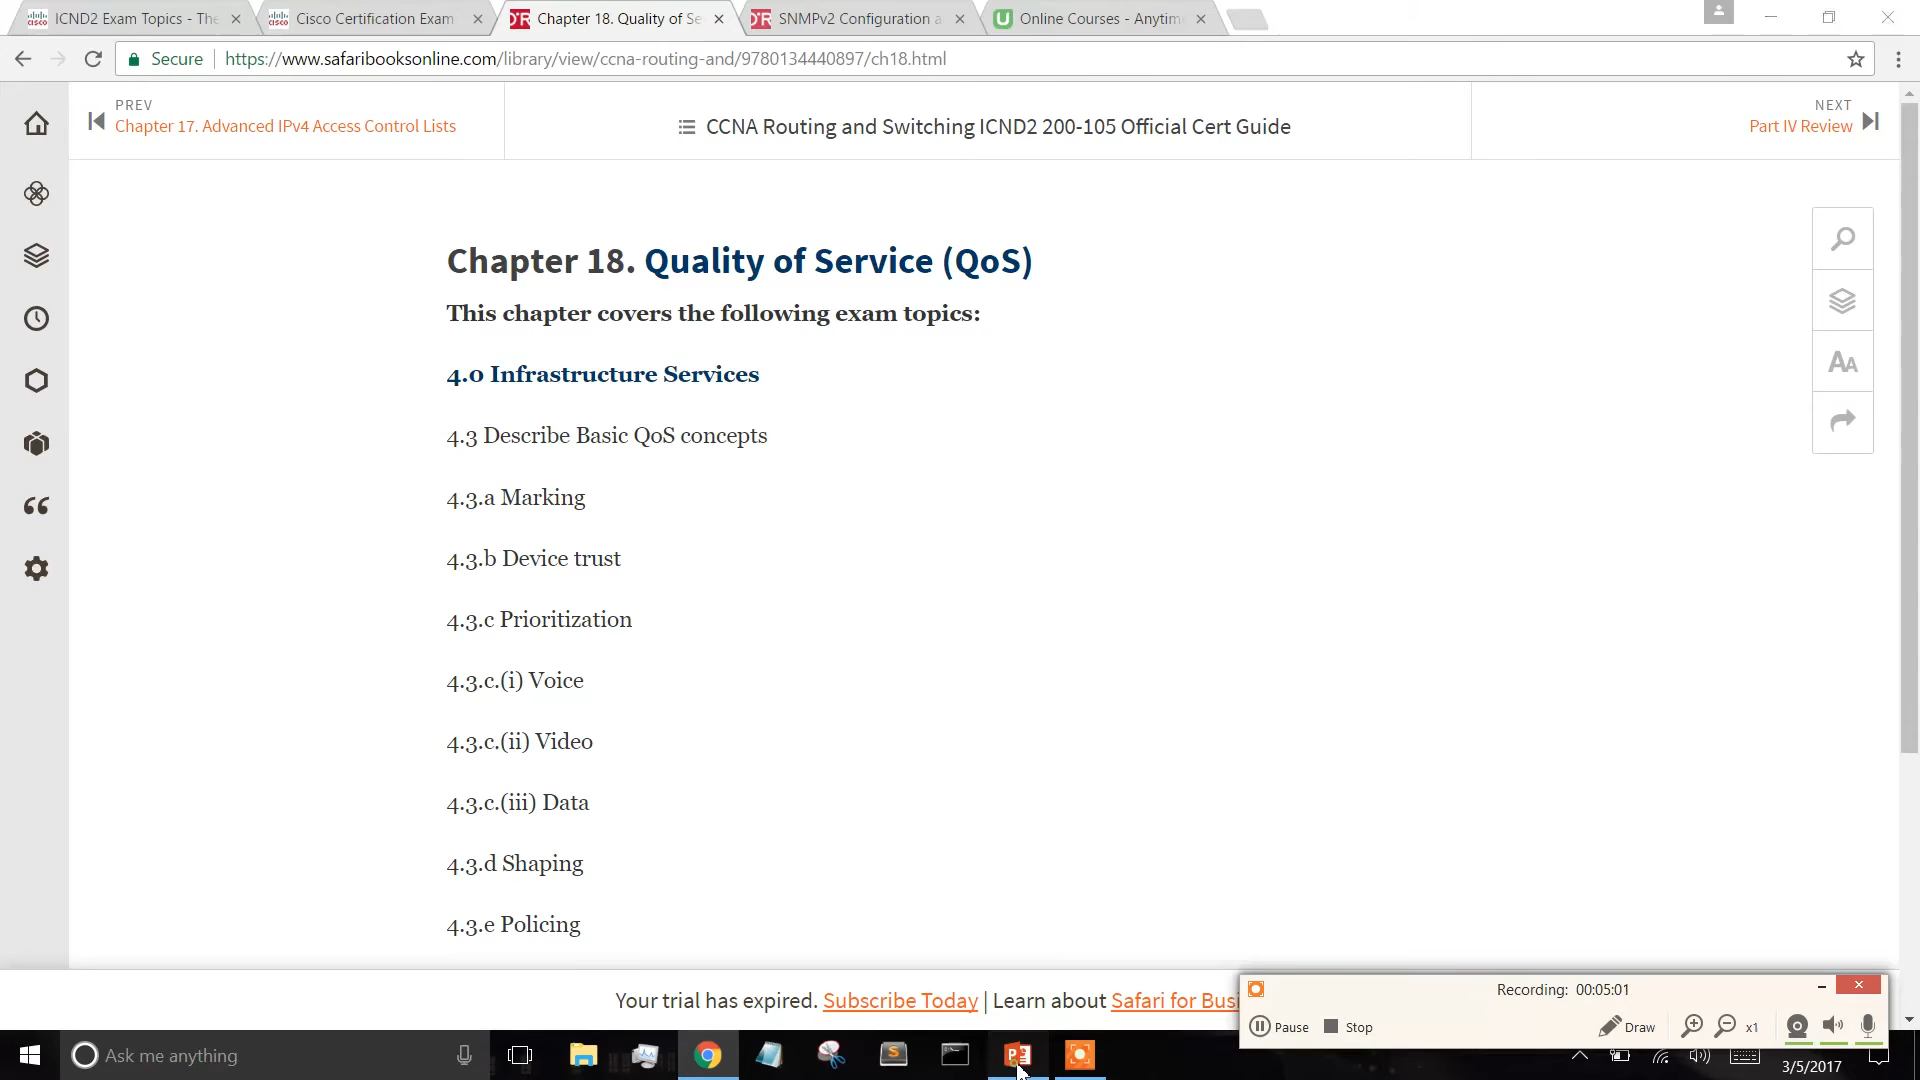 ICND2 Exam Topics - The
Cisco Certification Exam
Chapter 18. Quality of Se
SNMPv2 Configuration a
Online Courses - Anytim
Secure
https://www.safaribooksonline.com/library/view/ccna-routing-and/9780134440897/ch18.html
PREV
Chapter 17. Advanced IPv4 Access Control Lists
CCNA Routing and Switching ICND2 200-105 Official Cert Guide
NEXT
Part IV Review
Chapter 18. Quality of Service (QoS)
This chapter covers the following exam topics:
4.0 Infrastructure Services
4.3 Describe Basic QoS concepts
4.3.a Marking
4.3.b Device trust
4.3.c Prioritization
4.3.c.(i) Voice
4.3.c.(ii) Video
4.3.c.(iii) Data
4.3.d Shaping
4.3.e Policing
Your trial has expired. Subscribe Today | Learn about Safari for Busi
Recording: 00:05:01
Pause
Stop
Draw
x1
Ask me anything
3/5/2017